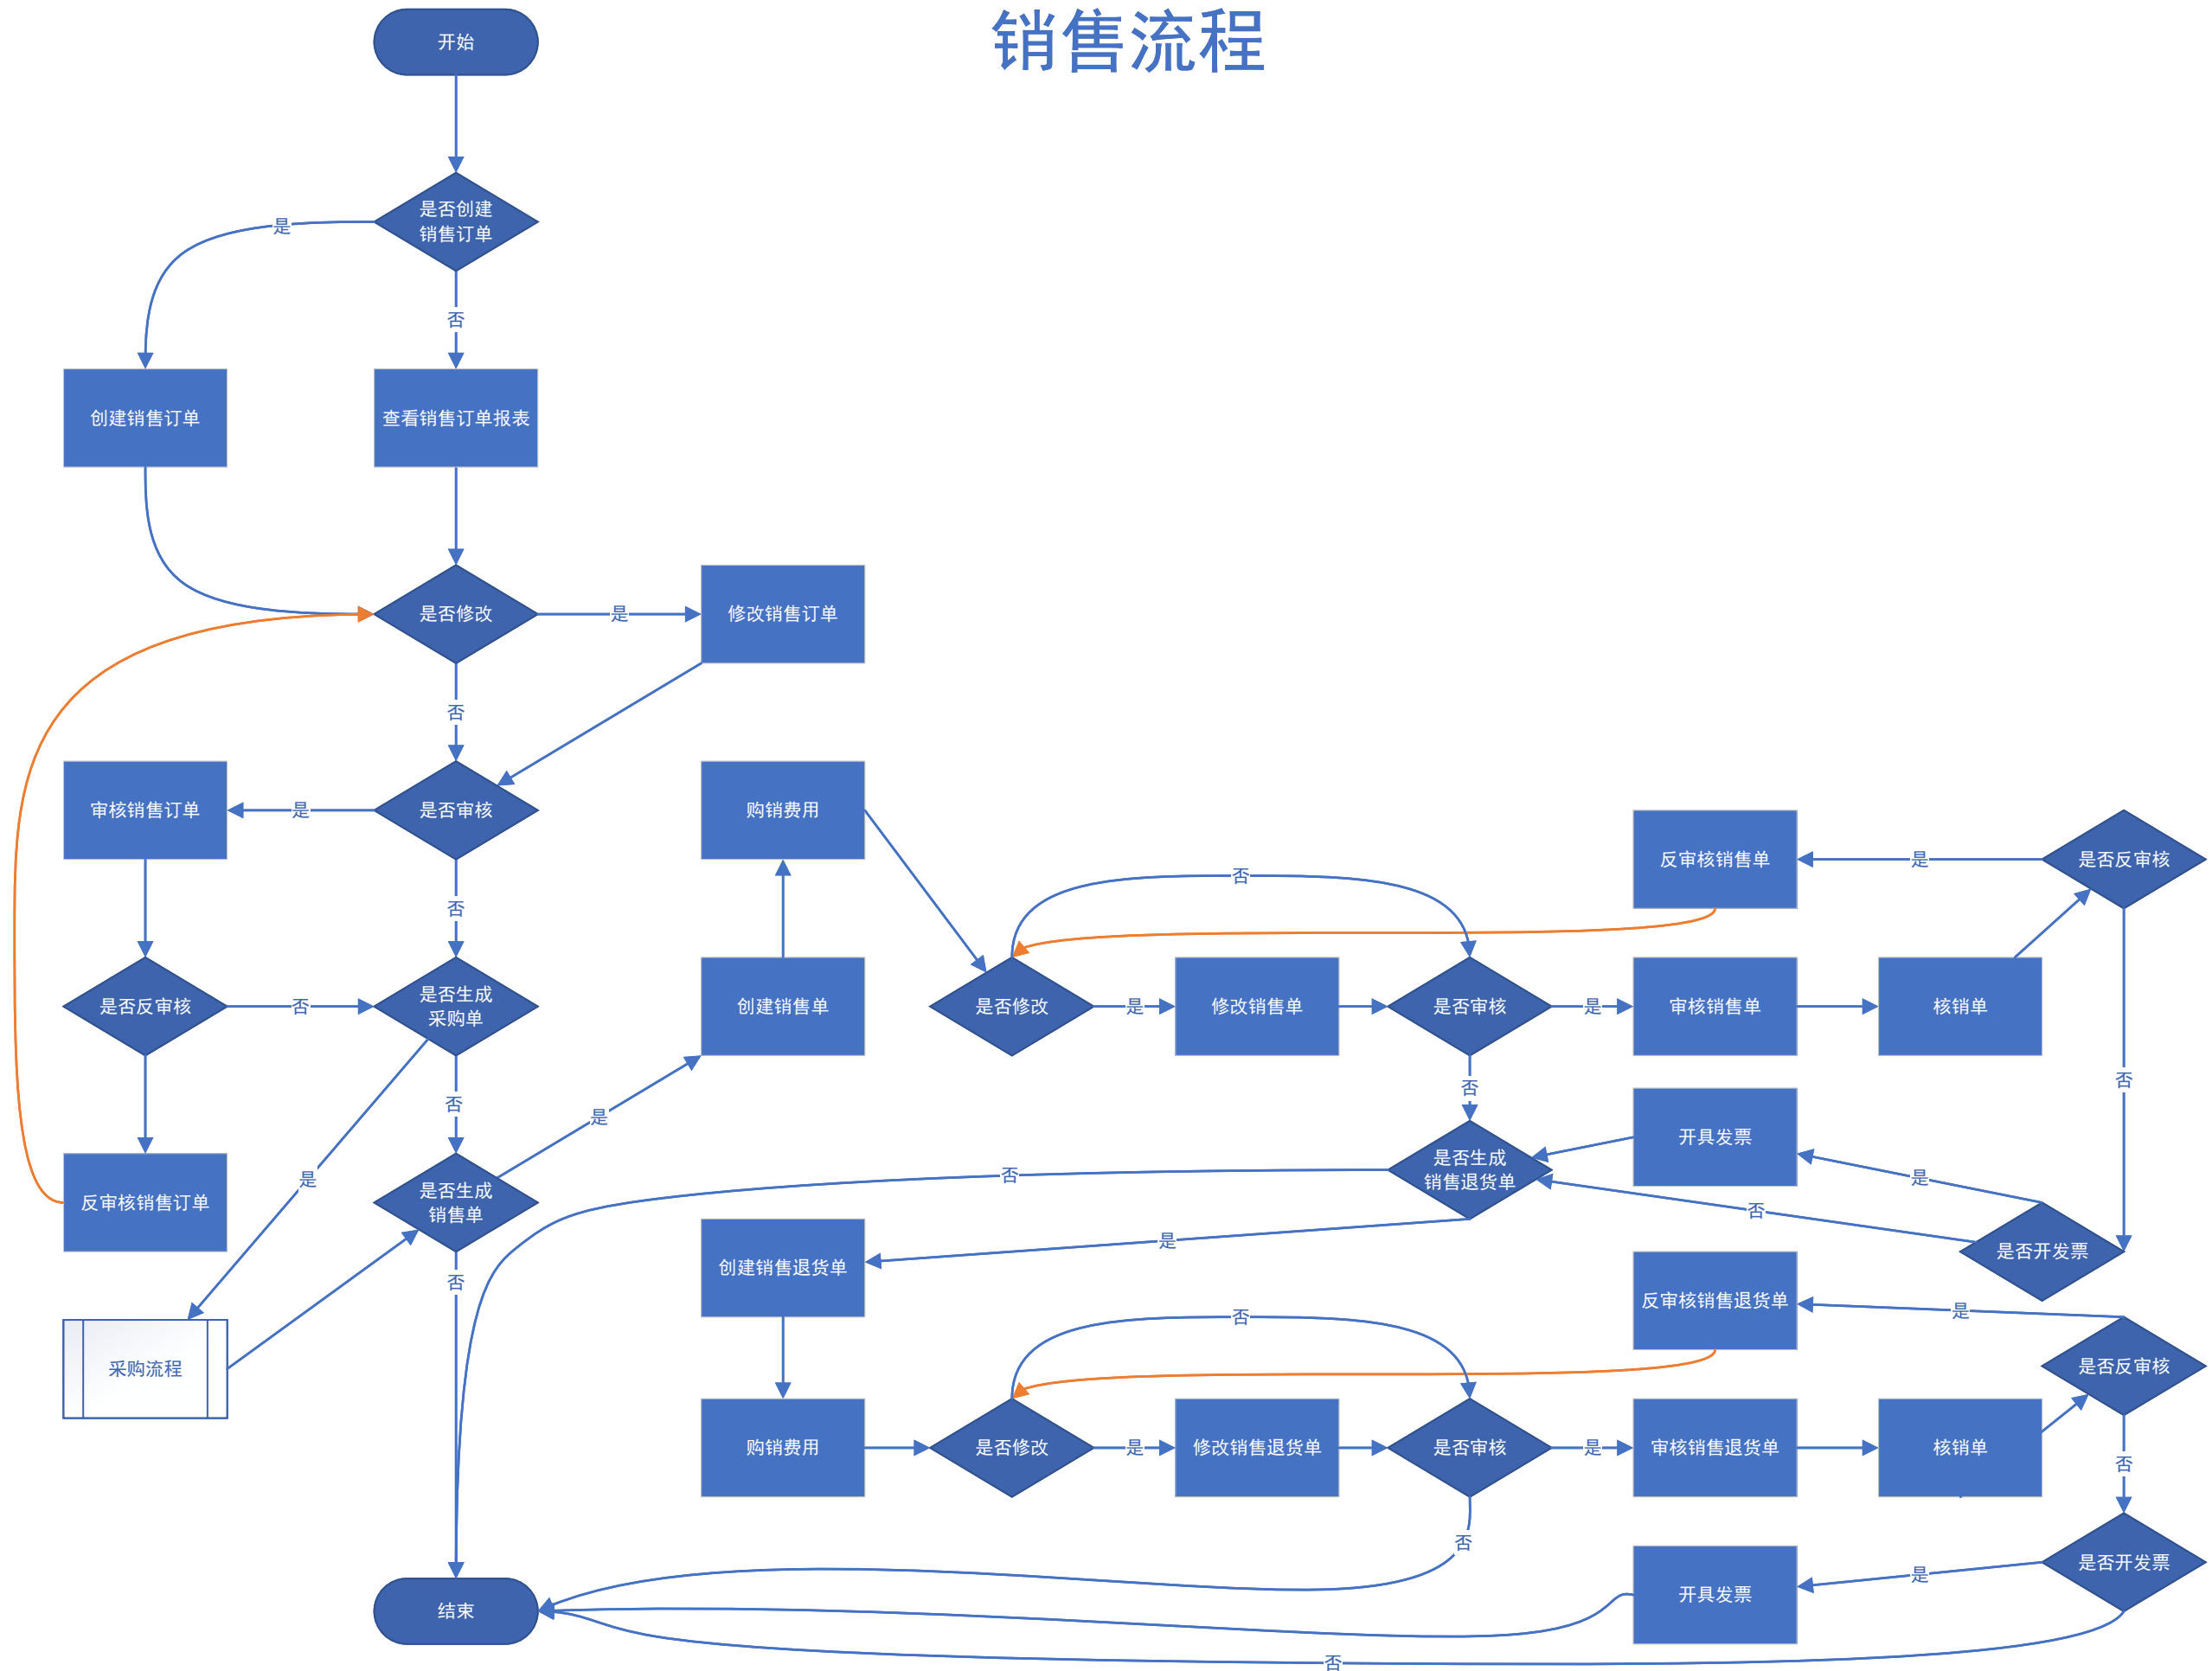 销售流程
开始
是否创建
销售订单
是
否
创建销售订单
查看销售订单报表
是否修改
是
修改销售订单
否
审核销售订单
是
是否审核
购销费用
否
反审核销售单
是
是否反审核
否
是否反审核
否
是否生成
采购单
创建销售单
是否修改
是
修改销售单
是否审核
是
审核销售单
核销单
否
否
否
是
开具发票
是
反审核销售订单
是否生成
销售单
是
否
是否生成
销售退货单
是
否
是否开发票
否
创建销售退货单
是
反审核销售退货单
是
否
采购流程
是否反审核
购销费用
是否修改
是
修改销售退货单
是否审核
是
审核销售退货单
核销单
否
否
是否开发票
是
开具发票
结束
否